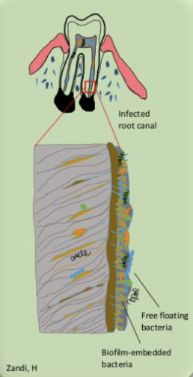 Infected
root canal
Free floating
bacteria
Biofilm-embedded
bacteria
Zandi, H